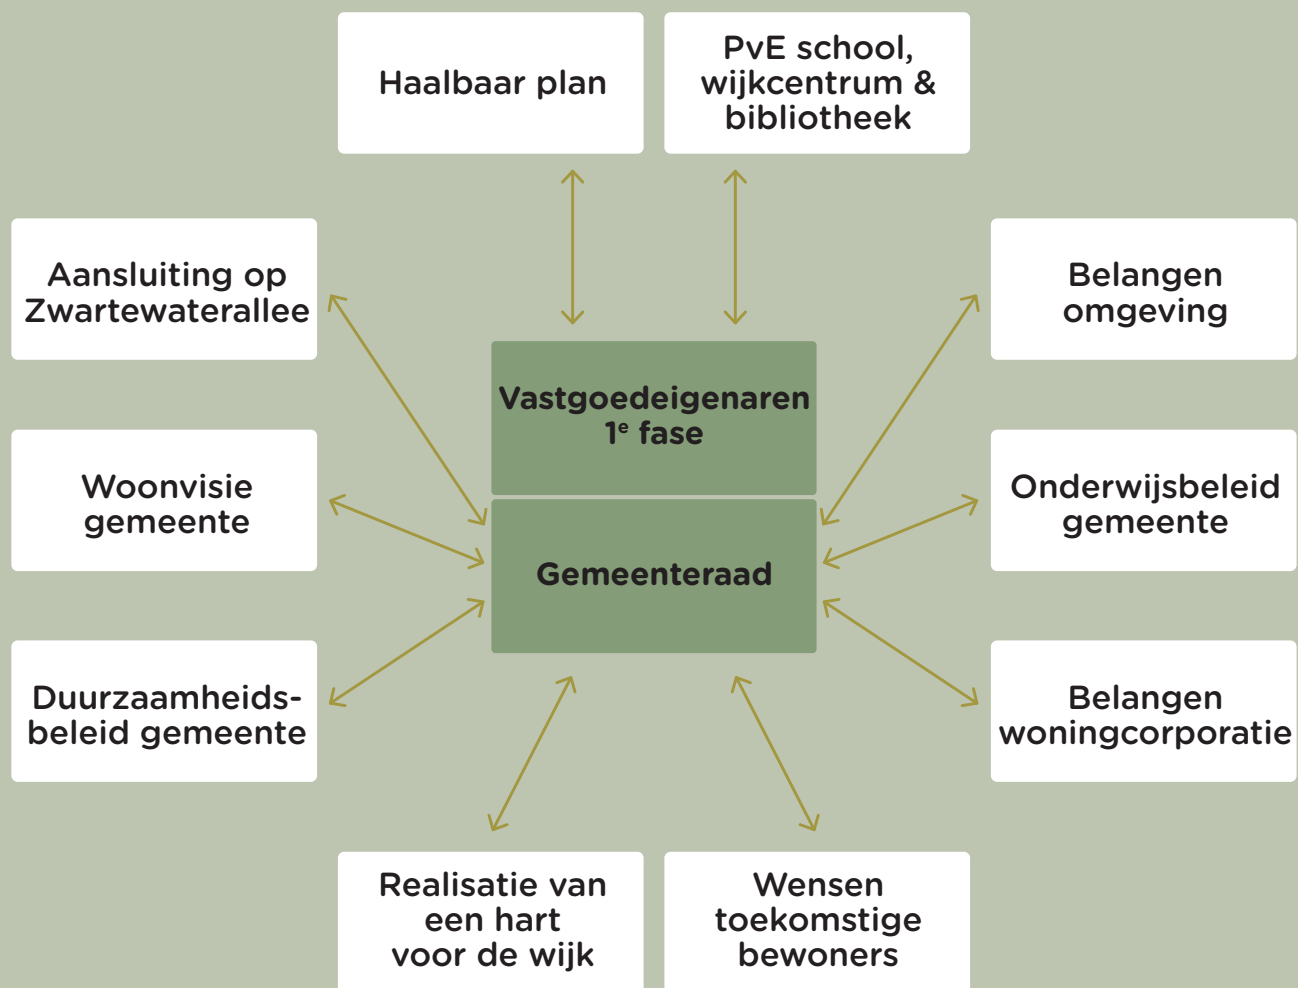 Haalbaar plan
PvE school,
wijkcentrum &
bibliotheek
Aansluiting op
Zwartewaterallee
Belangen
omgeving
Vastgoedeigenaren
1e fase
Woonvisie
gemeente
Onderwijsbeleid
gemeente
Gemeenteraad
Duurzaamheids-
beleid gemeente
Belangen
woningcorporatie
Realisatie van
een hart
voor de wijk
Wensen
toekomstige
bewoners